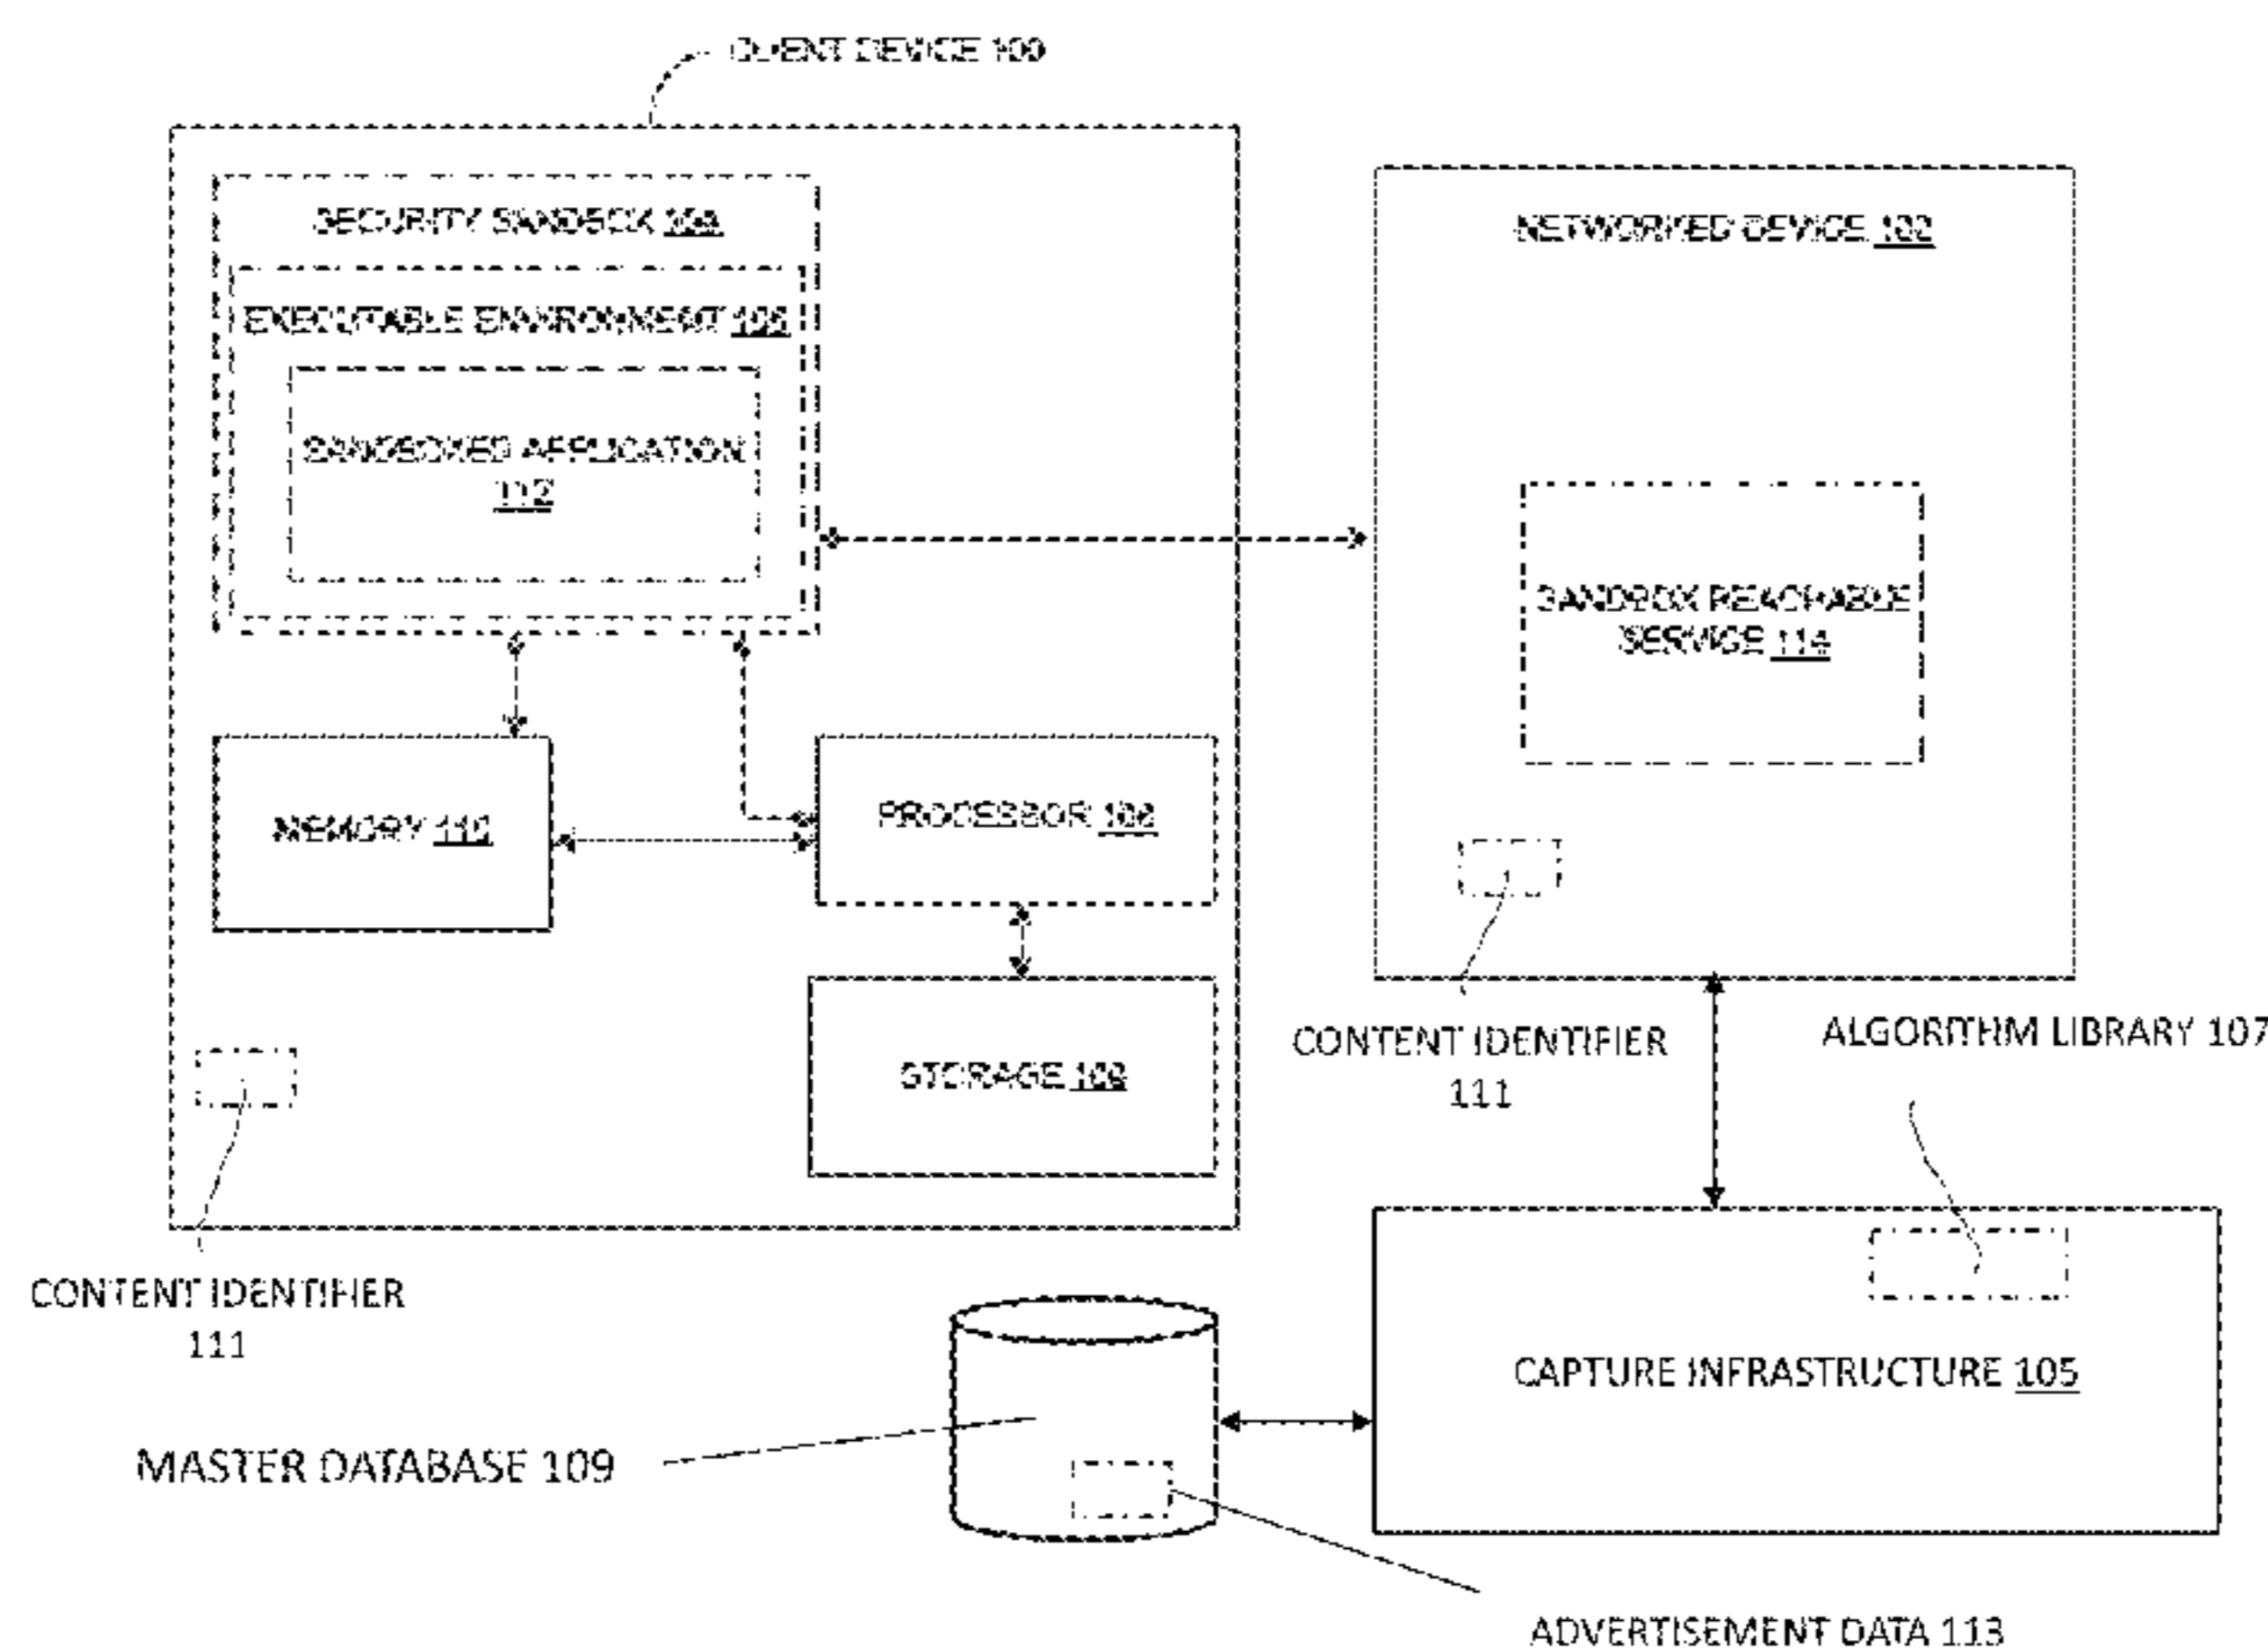 CLIENT DEVICE 100
SECURITY SANDBOX 104
EXECUTABLE ENVIRONMENT 106
SANDBOXED APPLICATION
112
MEMORY 110
PROCESSOR
STORAGE
CONTENT IDENTIFIER
111
NETWORKED DEVICE 102
SANDBOX REACHABLE
SERVICE 114
CONTENT IDENTIFIER
111
ALGORITHM LIBRARY 107
CAPTURE INFRASTRUCTURE 105
MASTER DATABASE 109
ADVERTISEMENT DATA 113